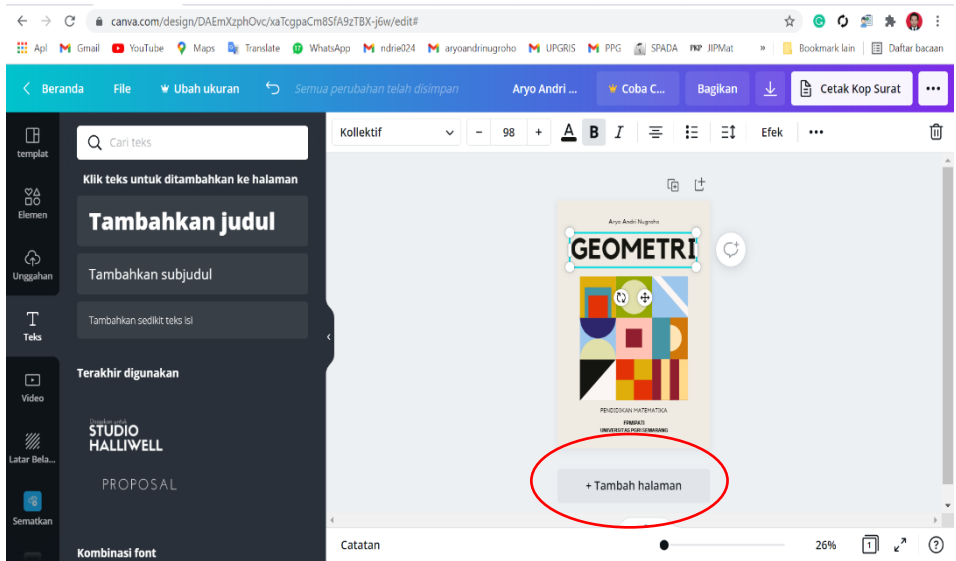 canva.com/design/DAEmXzphOvc/xaTcgpaCm8SfA9zTBX-j6w/edit#
Apl Gmail YouTube Maps Translate WhatsApp ndrie024 aryoandrinugroho UPGRIS PPG SPADA PKP JIPMat » Bookmark lain Daftar bacaan
Beranda File Ubah ukuran Semua perubahan telah disimpan Aryo Andri ... Coba C... Bagikan Cetak Kop Surat
templat
Elemen
Unggahan
Teks
Video
Latar Bela...
Sematkan
Cari teks
Klik teks untuk ditambahkan ke halaman
Tambahkan judul
Tambahkan subjudul
Tambahkan sedikit teks isi
Terakhir digunakan
Disiapkan untuk
STUDIO
HALLIWELL
PROPOSAL
Kombinasi font
Kollektif - 98 + A B I Efek
Aryo Andri Nugroho
GEOMETRI
PENDIDIKAN MATEMATIKA
FPMIPATI
UNIVERSITAS PGRI SEMARANG
+ Tambah halaman
Catatan 26% 1 ?